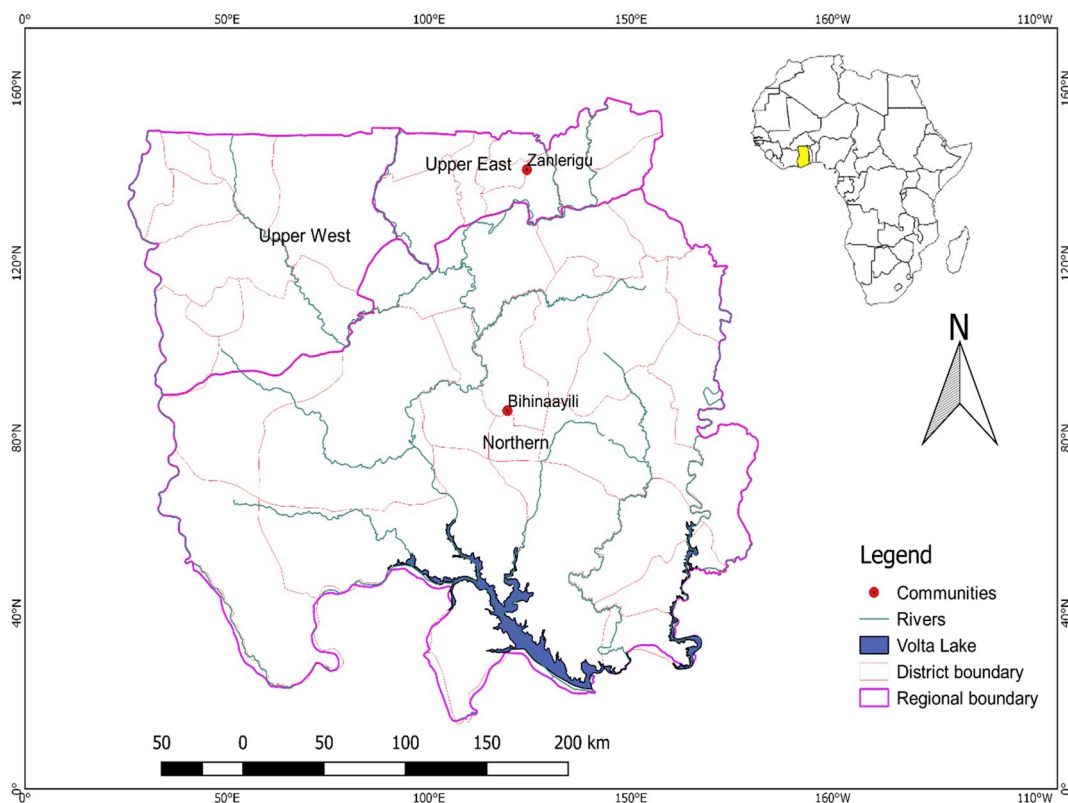 0° 50°E 100°E 150°E 160°W 110°W
160°N 160°N
Upper East Zanlerigu
Upper West
120°N 120°N
N
Bihinaayili
Northern
80°N 80°N
Legend
Communities
Rivers
Volta Lake
District boundary
Regional boundary
40°N 40°N
50 0 50 100 150 200 km
0° 0°
0° 50°E 100°E 150°E 160°W 110°W